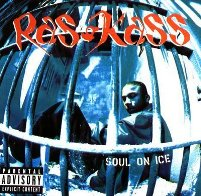 RAS KASS
SOUL ON ICE
PARENTAL
ADVISORY
EXPLICIT CONTENT